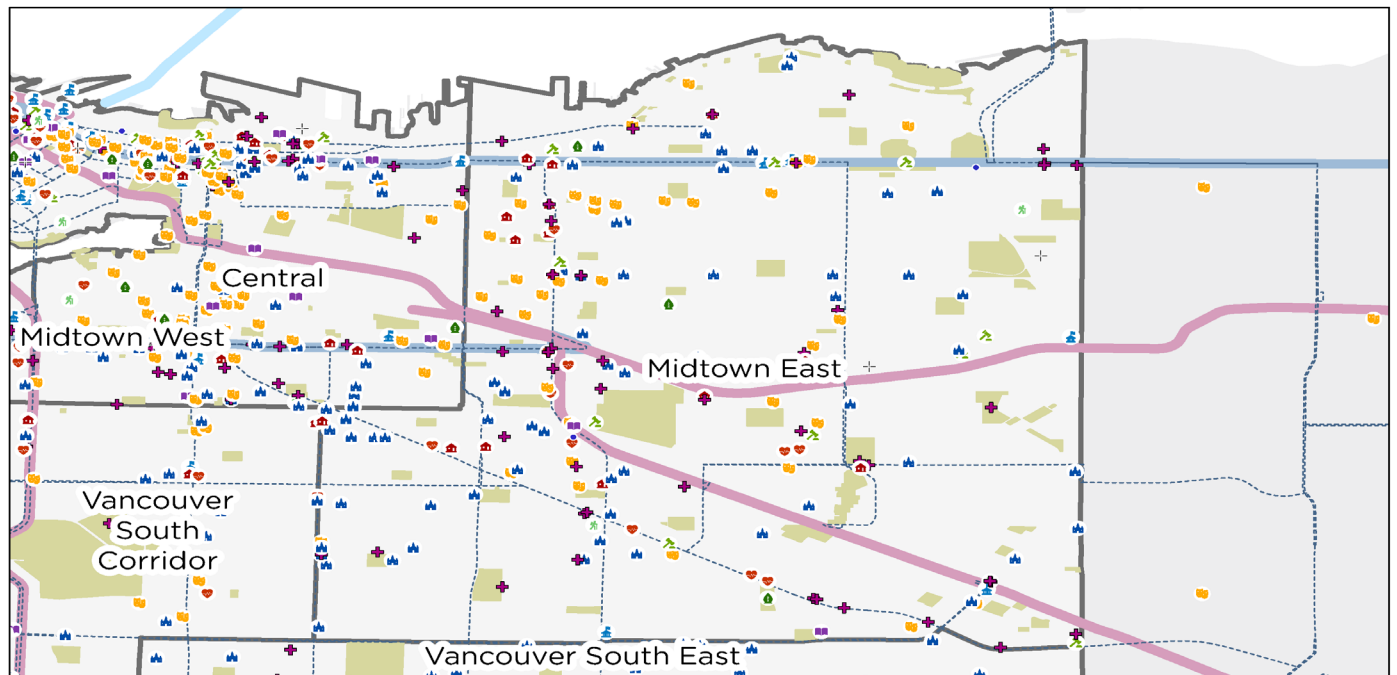 Central
Midtown West
Midtown East
Vancouver
South
Corridor
Vancouver South East